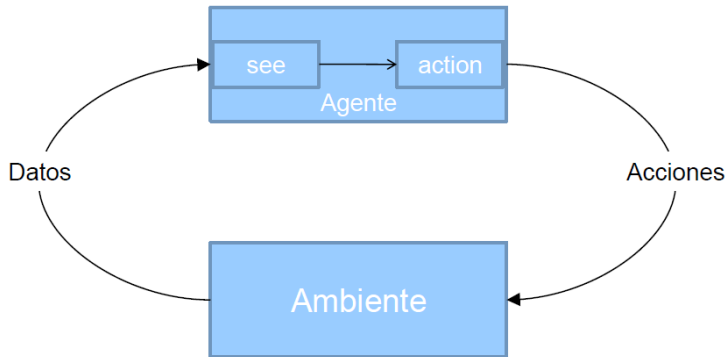 see
action
Agente
Datos
Acciones
Ambiente